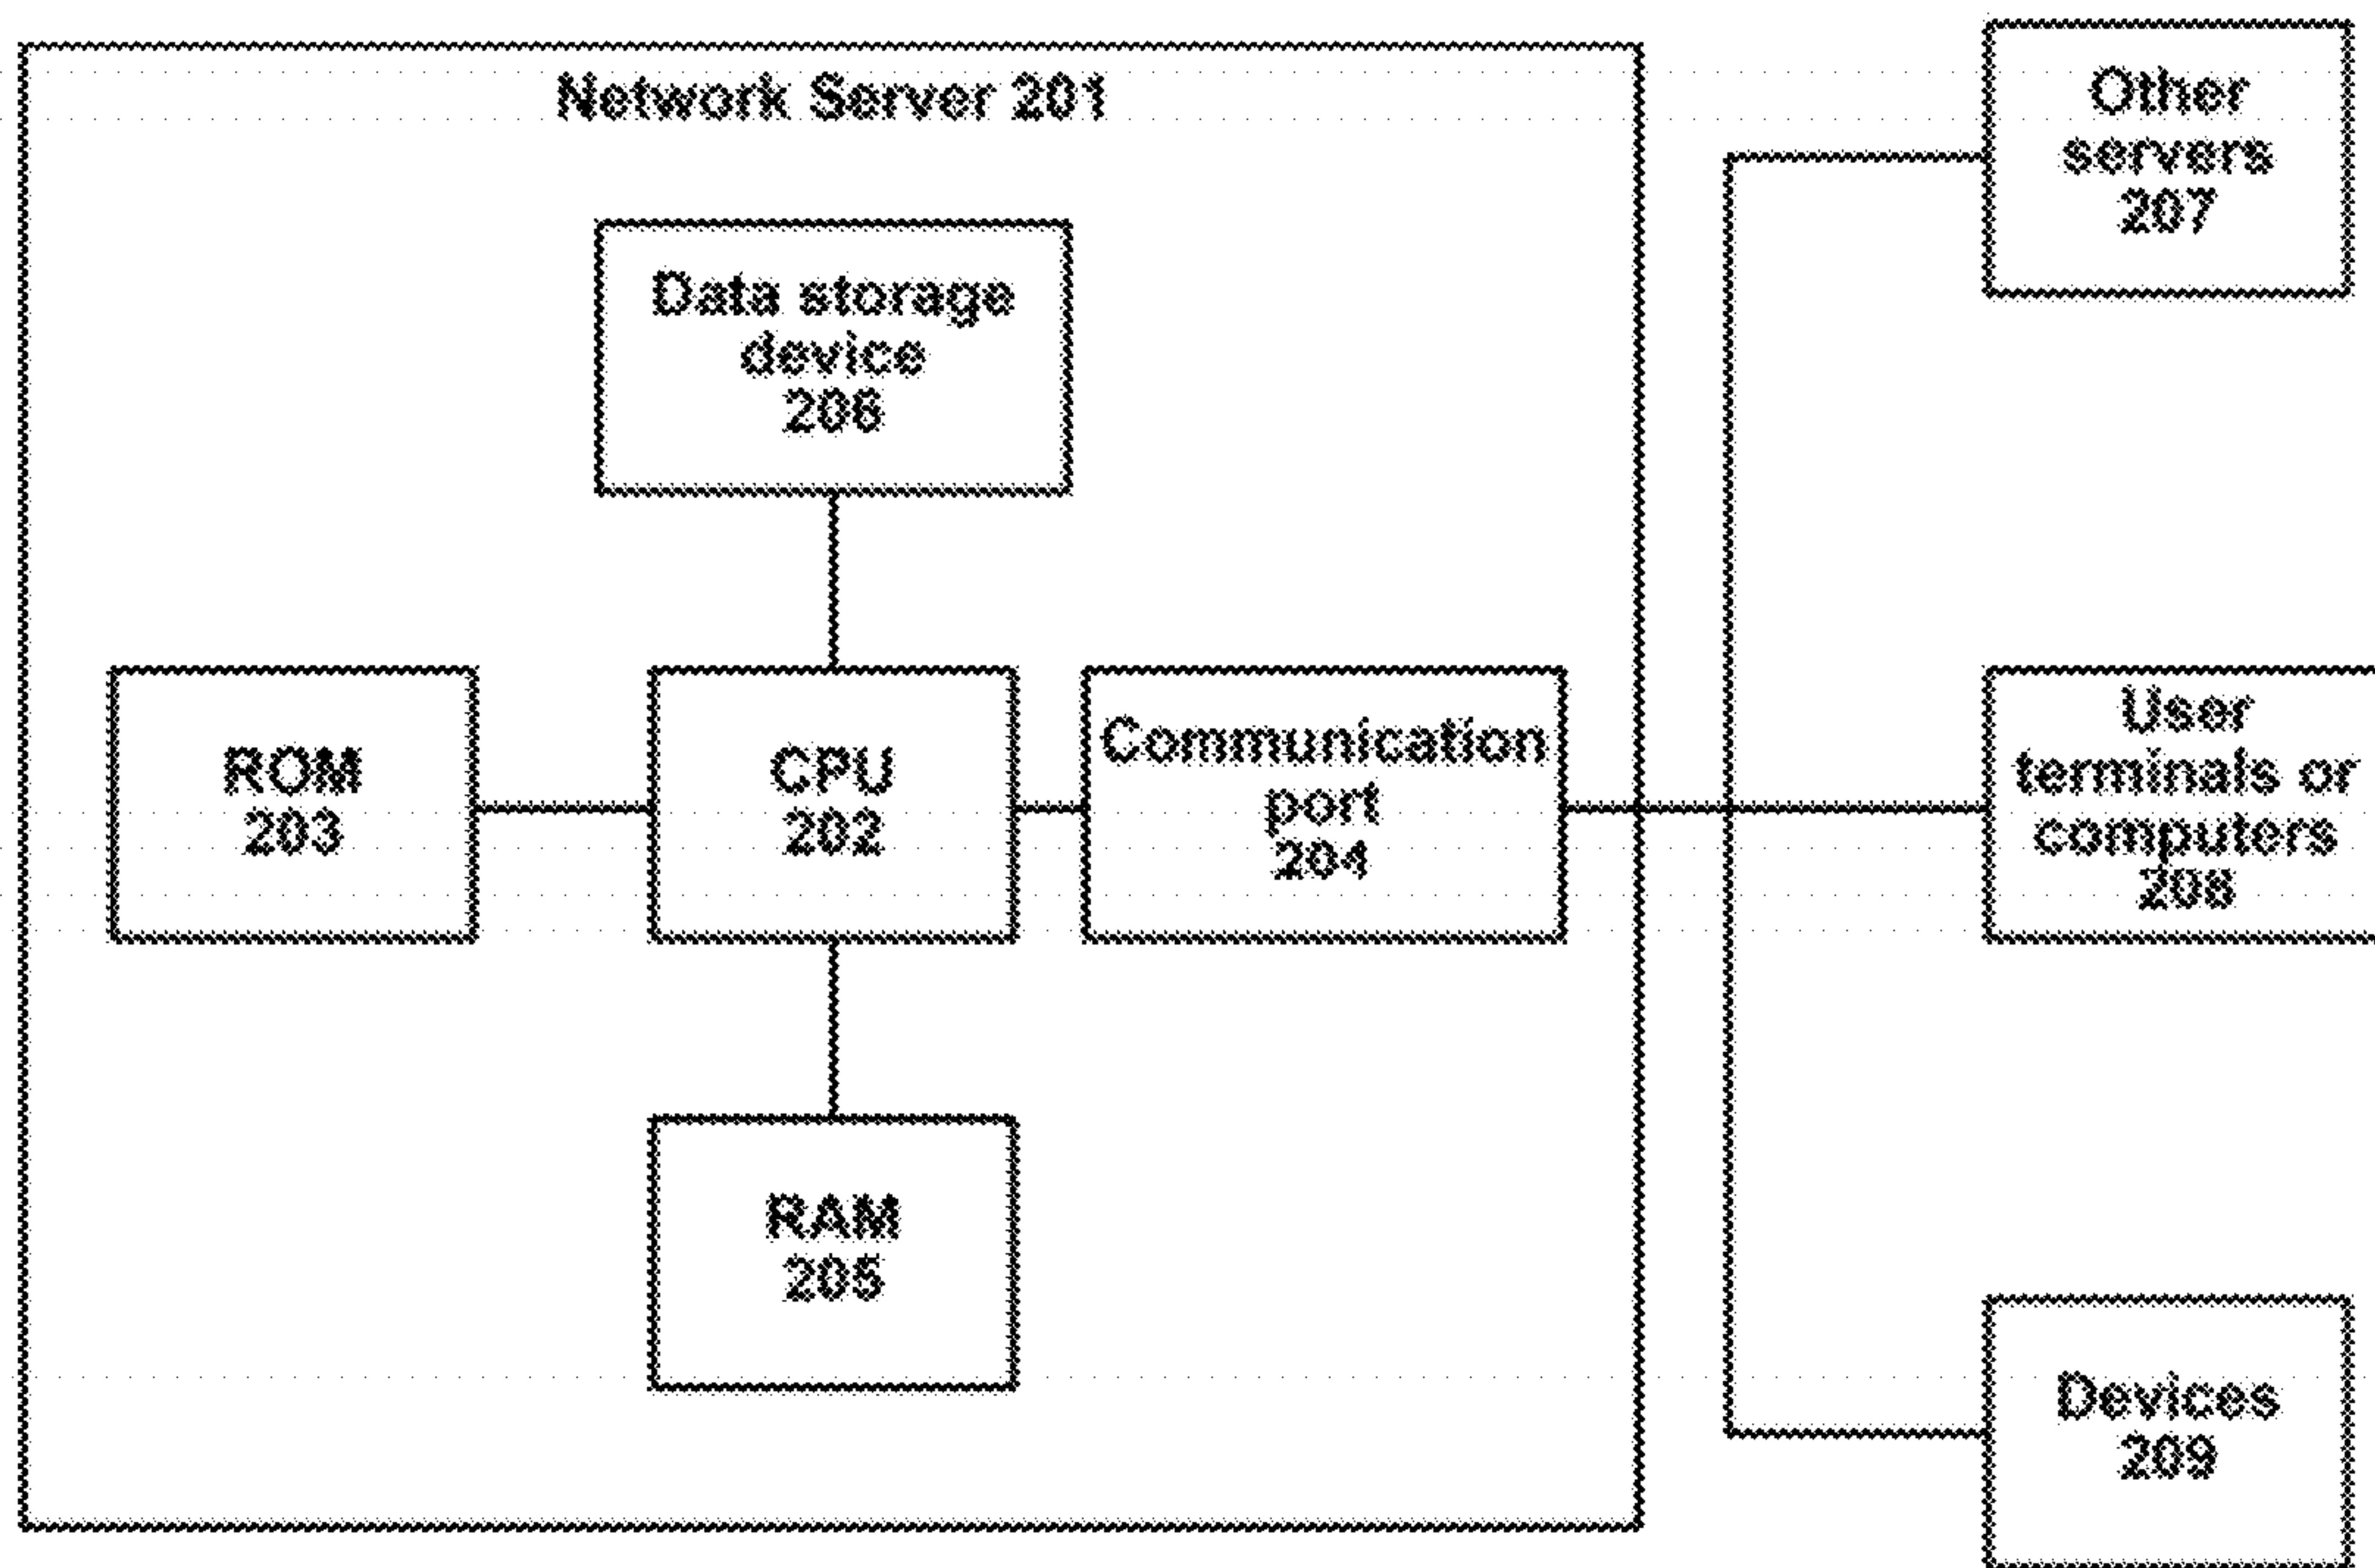 Network Server 201
Other
servers
207
Data storage
device
206
ROM
203
CPU
202
Communication
port
204
User
terminals or
computers
208
RAM
205
Devices
209